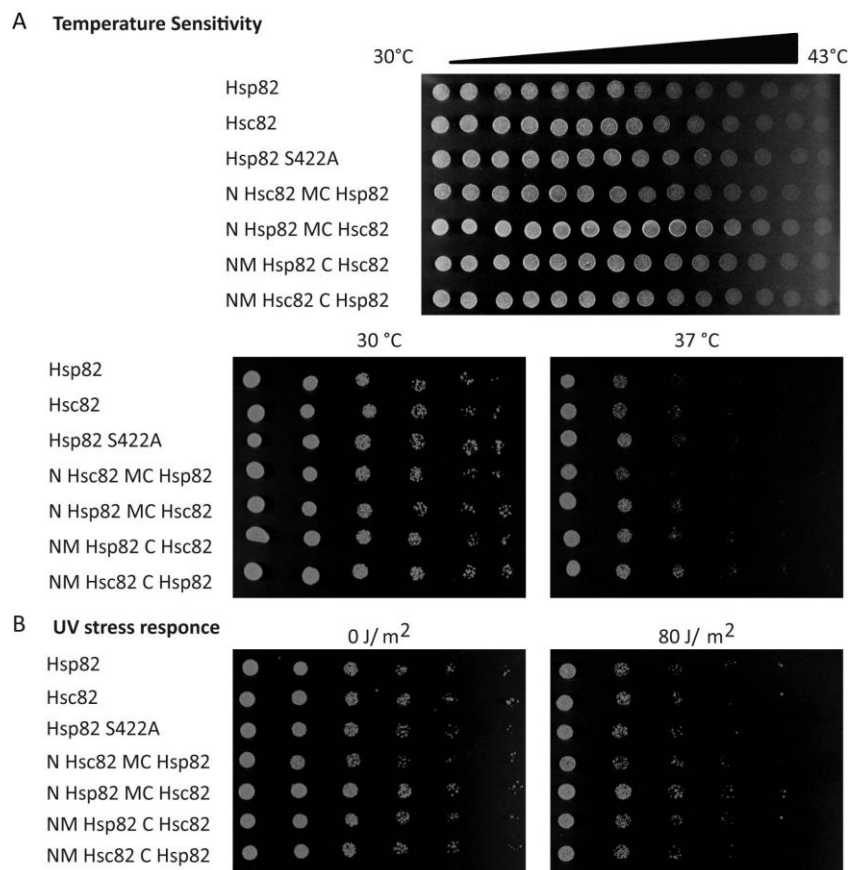 A Temperature Sensitivity
30°C 43°C
Hsp82
Hsc82
Hsp82 S422A
N Hsc82 MC Hsp82
N Hsp82 MC Hsc82
NM Hsp82 C Hsc82
NM Hsc82 C Hsp82
30 °C 37 °C
Hsp82
Hsc82
Hsp82 S422A
N Hsc82 MC Hsp82
N Hsp82 MC Hsc82
NM Hsp82 C Hsc82
NM Hsc82 C Hsp82
B UV stress responce
0 J/ m² 80 J/ m²
Hsp82
Hsc82
Hsp82 S422A
N Hsc82 MC Hsp82
N Hsp82 MC Hsc82
NM Hsp82 C Hsc82
NM Hsc82 C Hsp82